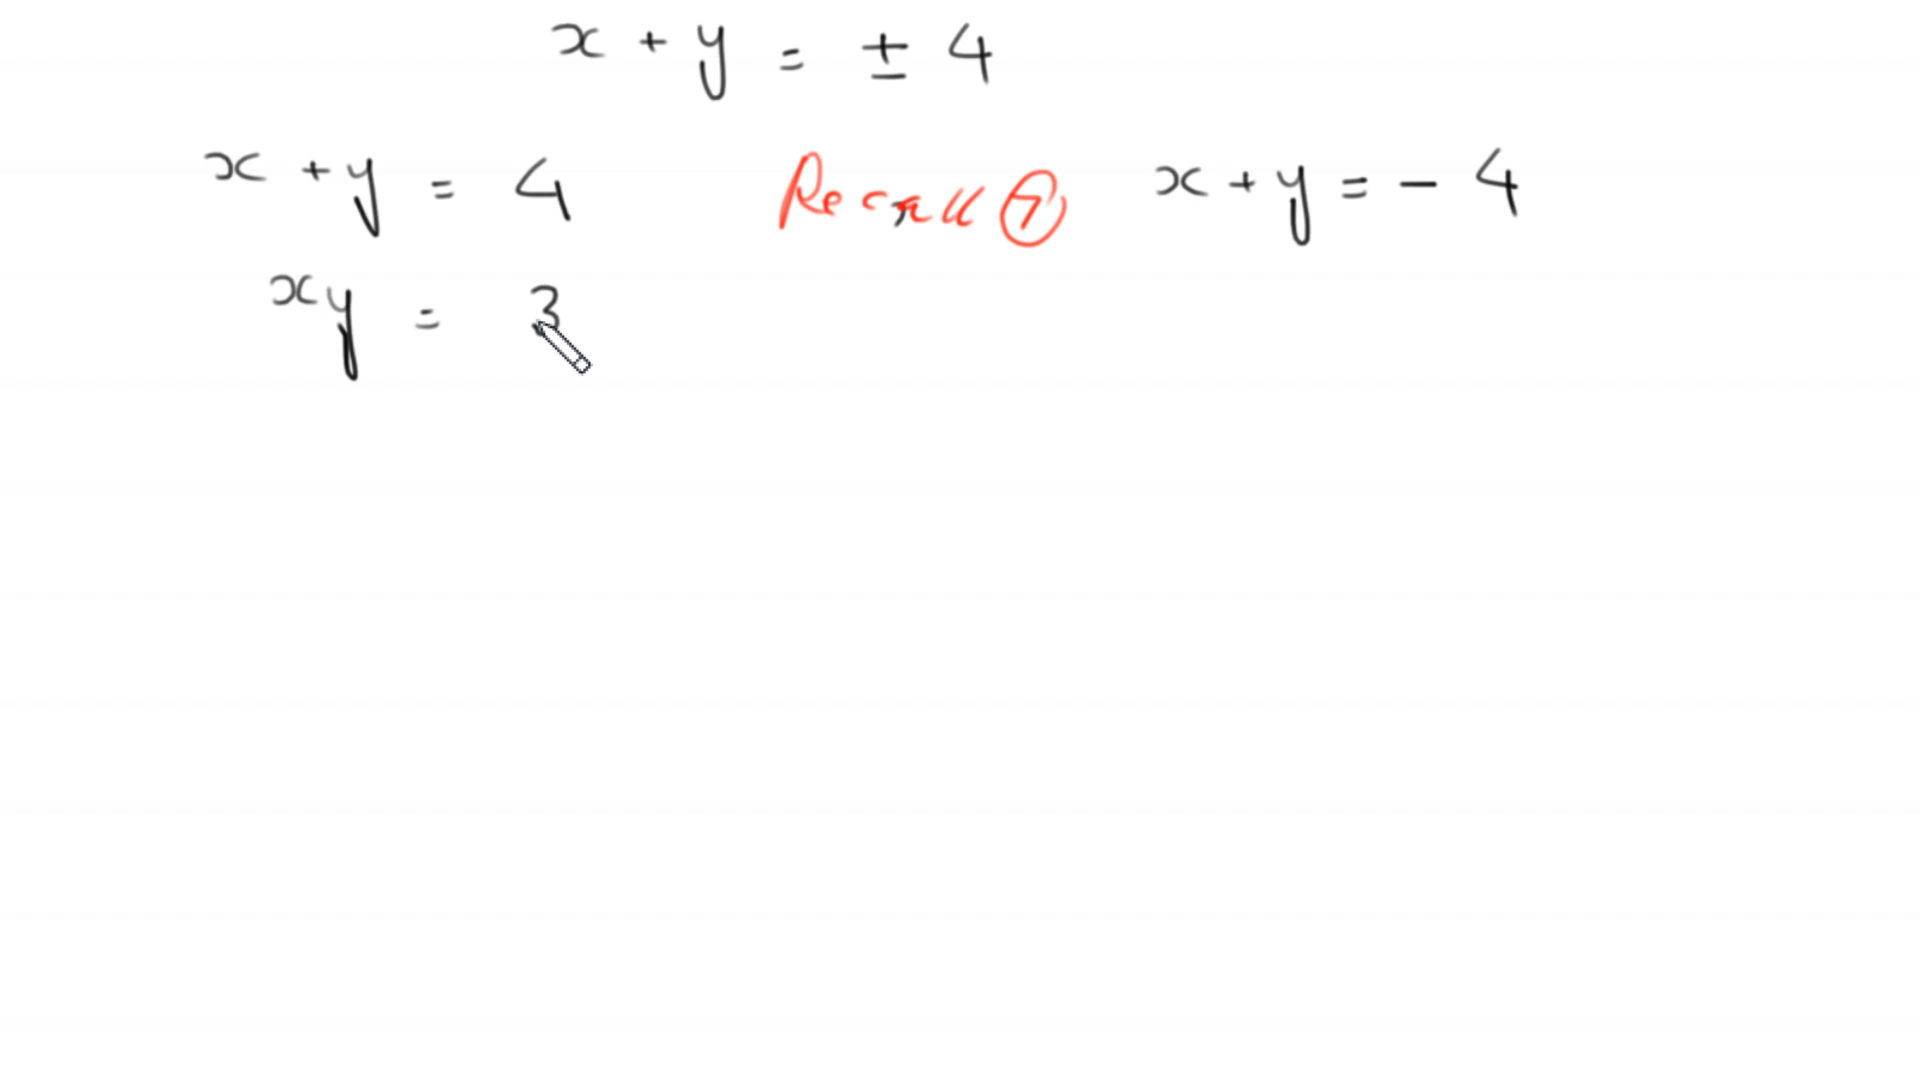 x + y = ± 4
x + y = 4 Recall ⑦ x + y = - 4
xy = 3